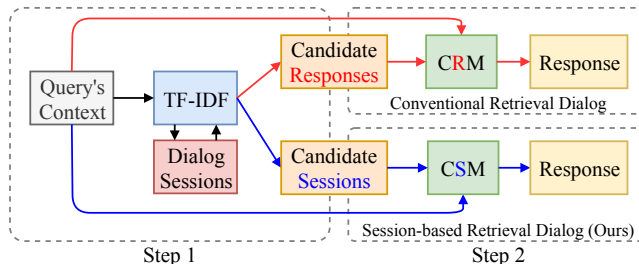 Query's
Context
TF-IDF
Dialog
Sessions
Candidate
Responses
CRM
Response
Conventional Retrieval Dialog
Candidate
Sessions
CSM
Response
Session-based Retrieval Dialog (Ours)
Step 1
Step 2